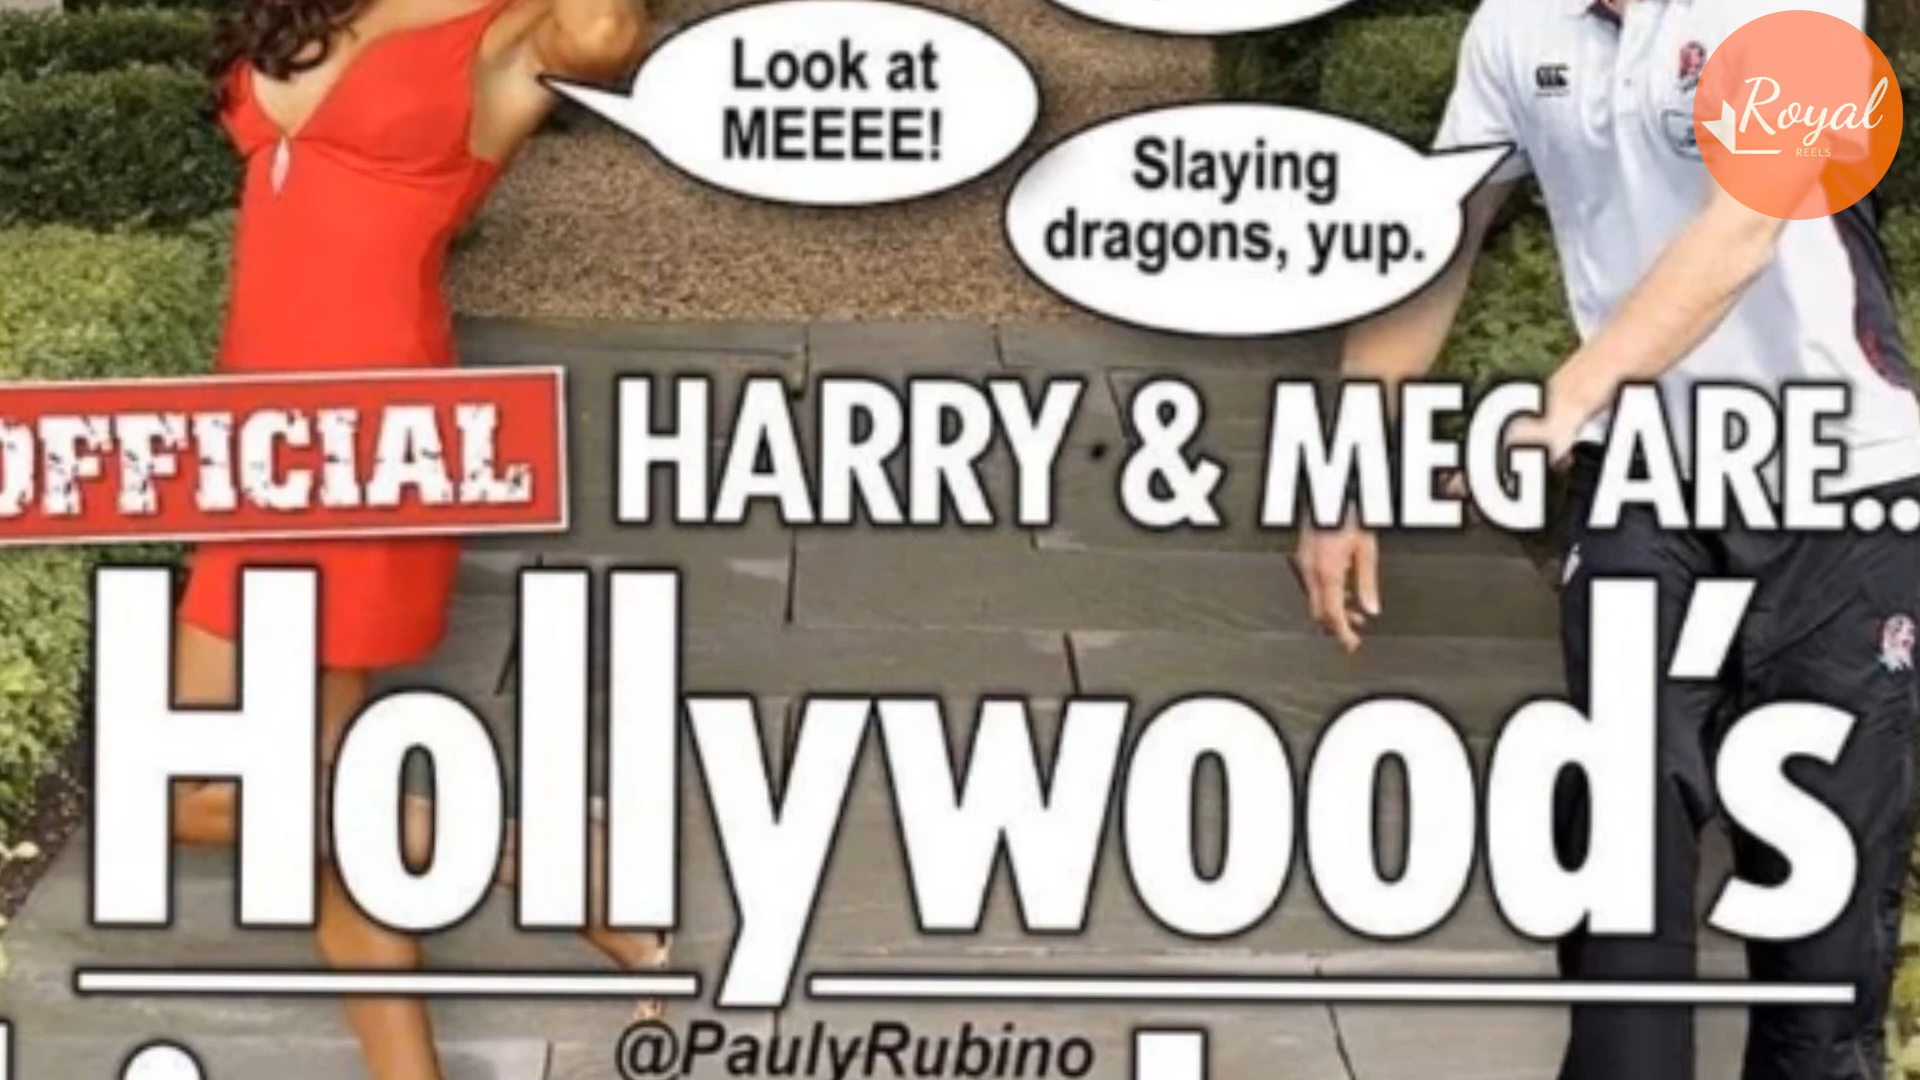 Look at
MEEEE!
Slaying
dragons, yup.
Royal
REELS
OFFICIAL
HARRY & MEG ARE..
Hollywood's
@PaulyRubino